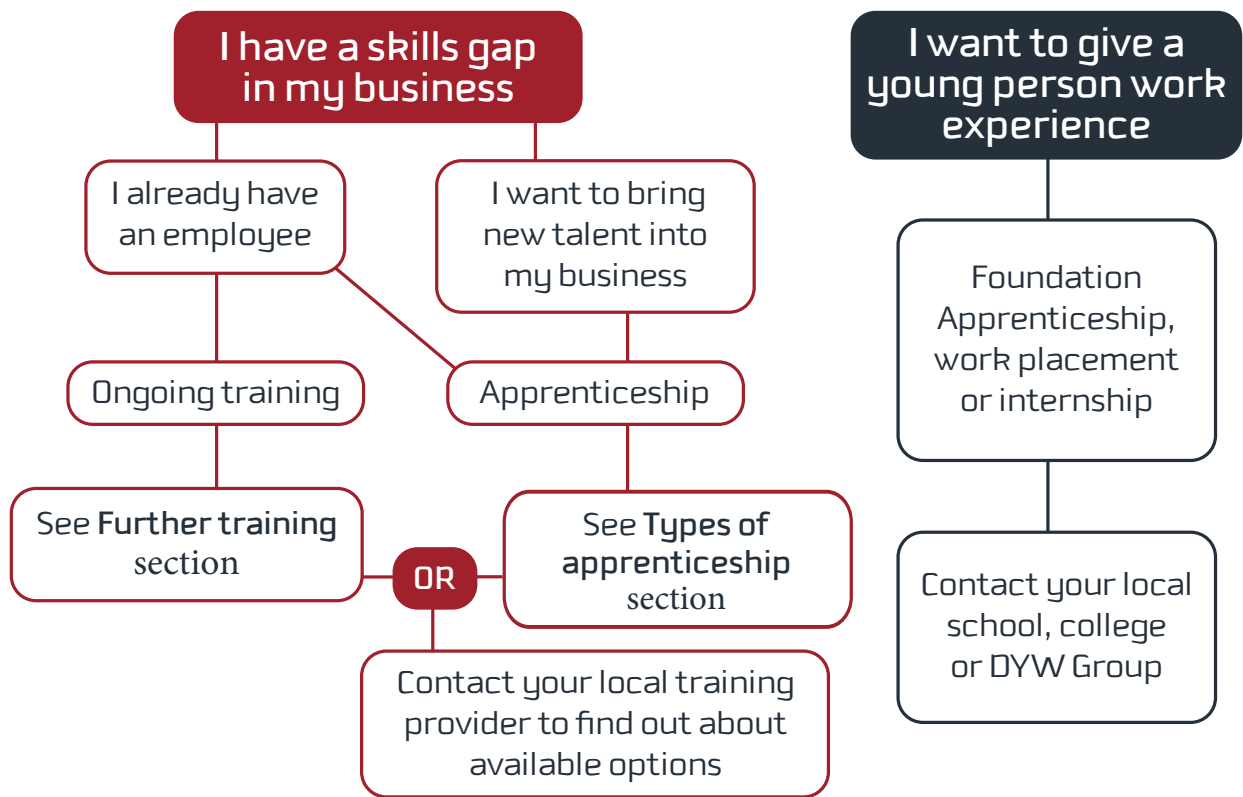 I have a skills gap
in my business
I already have
an employee
I want to bring
new talent into
my business
Ongoing training
Apprenticeship
See Further training
section
OR
See Types of
apprenticeship
section
Contact your local training
provider to find out about
available options
I want to give a
young person work
experience
Foundation
Apprenticeship,
work placement
or internship
Contact your local
school, college
or DYW Group